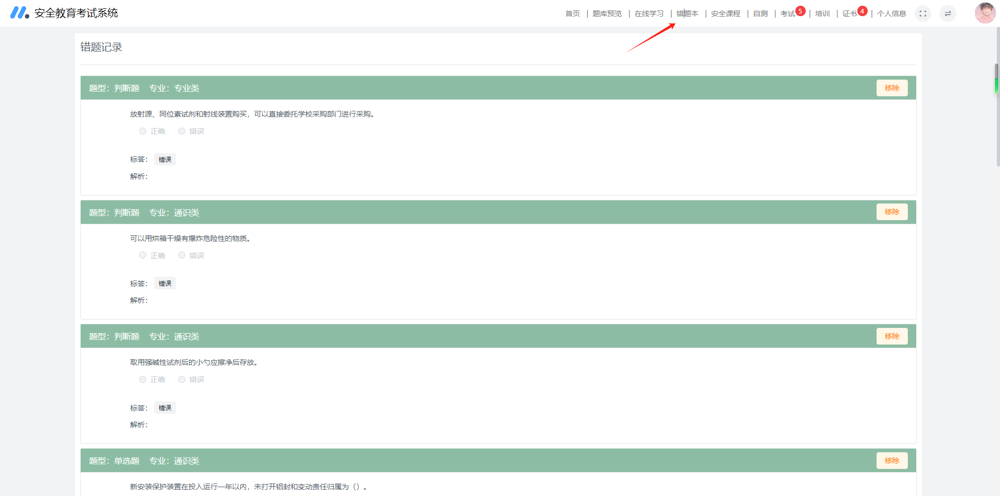 安全教育考试系统
首页 | 题库预览 | 在线学习 | 错题本 | 安全课程 | 自测 | 考试 5 | 培训 | 证书 4 | 个人信息
错题记录
题型：判断题 专业：专业类 移除
放射源、同位素试剂和射线装置购买，可以直接委托学校采购部门进行采购。
正确 错误
标答： 错误
解析：
题型：判断题 专业：通识类 移除
可以用烘箱干燥有爆炸危险性的物质。
正确 错误
标答： 错误
解析：
题型：判断题 专业：通识类 移除
取用强碱性试剂后的小勺应擦净后存放。
正确 错误
标答： 错误
解析：
题型：单选题 专业：通识类 移除
新安装保护装置在投入运行一年以内，未打开铅封和变动责任归属为（）。